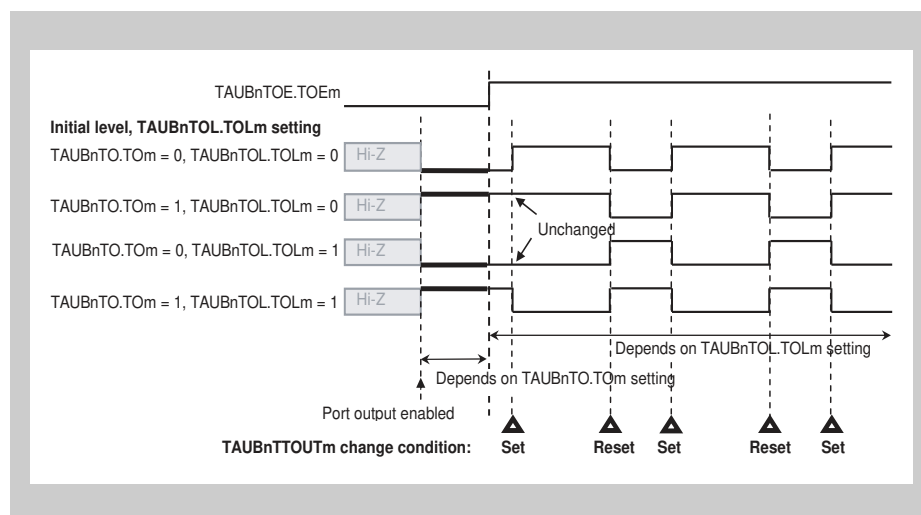 TAUBnTOE.TOEm
Initial level, TAUBnTOL.TOLm setting
TAUBnTO.TOm = 0, TAUBnTOL.TOLm = 0 Hi-Z
TAUBnTO.TOm = 1, TAUBnTOL.TOLm = 0 Hi-Z
Unchanged
TAUBnTO.TOm = 0, TAUBnTOL.TOLm = 1 Hi-Z
TAUBnTO.TOm = 1, TAUBnTOL.TOLm = 1 Hi-Z
Depends on TAUBnTOL.TOLm setting
Depends on TAUBnTO.TOm setting
Port output enabled
TAUBnTTOUTm change condition: Set Reset Set Reset Set